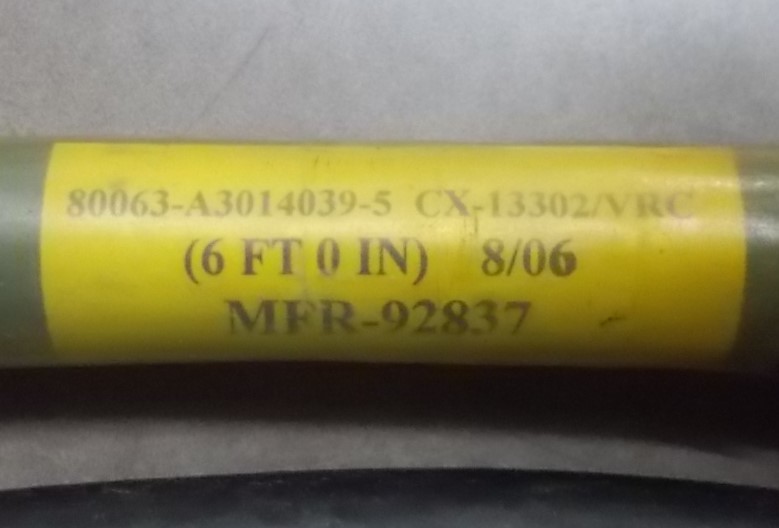 80063-A3014039-5 CX-13302/VRC
(6 FT 0 IN) 8/06
MFR-92837